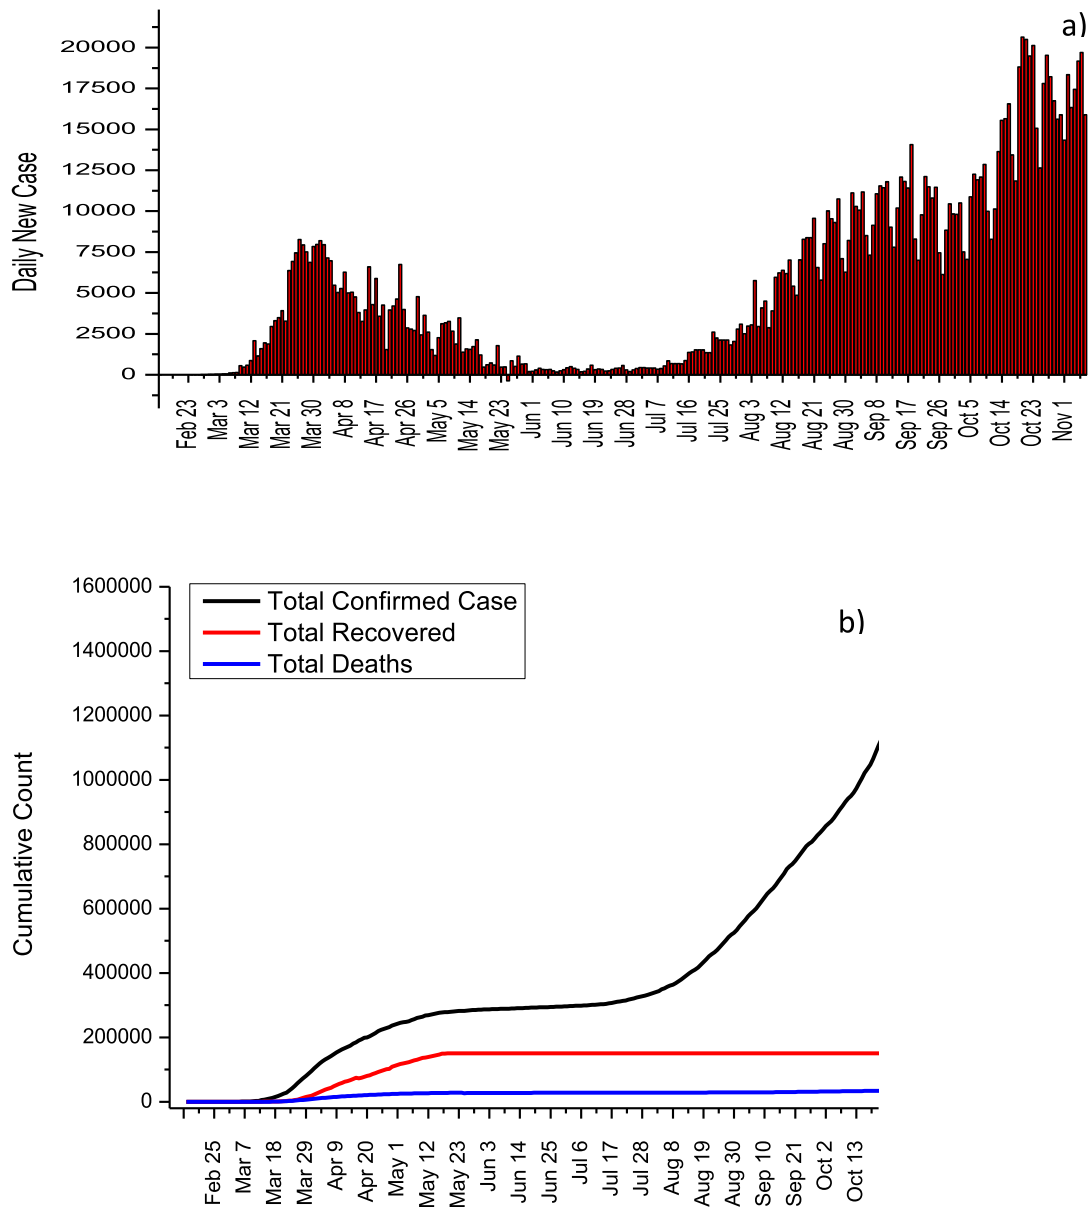 a)
20000
17500
15000
12500
10000
7500
5000
2500
0
Daily New Case
Feb 23
Mar 3
Mar 12
Mar 21
Mar 30
Apr 8
Apr 17
Apr 26
May 5
May 14
May 23
Jun 1
Jun 10
Jun 19
Jun 28
Jul 7
Jul 16
Jul 25
Aug 3
Aug 12
Aug 21
Aug 30
Sep 8
Sep 17
Sep 26
Oct 5
Oct 14
Oct 23
Nov 1
b)
Total Confirmed Case
Total Recovered
Total Deaths
1600000
1400000
1200000
1000000
800000
600000
400000
200000
0
Cumulative Count
Feb 25
Mar 7
Mar 18
Mar 29
Apr 9
Apr 20
May 1
May 12
May 23
Jun 3
Jun 14
Jun 25
Jul 6
Jul 17
Jul 28
Aug 8
Aug 19
Aug 30
Sep 10
Sep 21
Oct 2
Oct 13